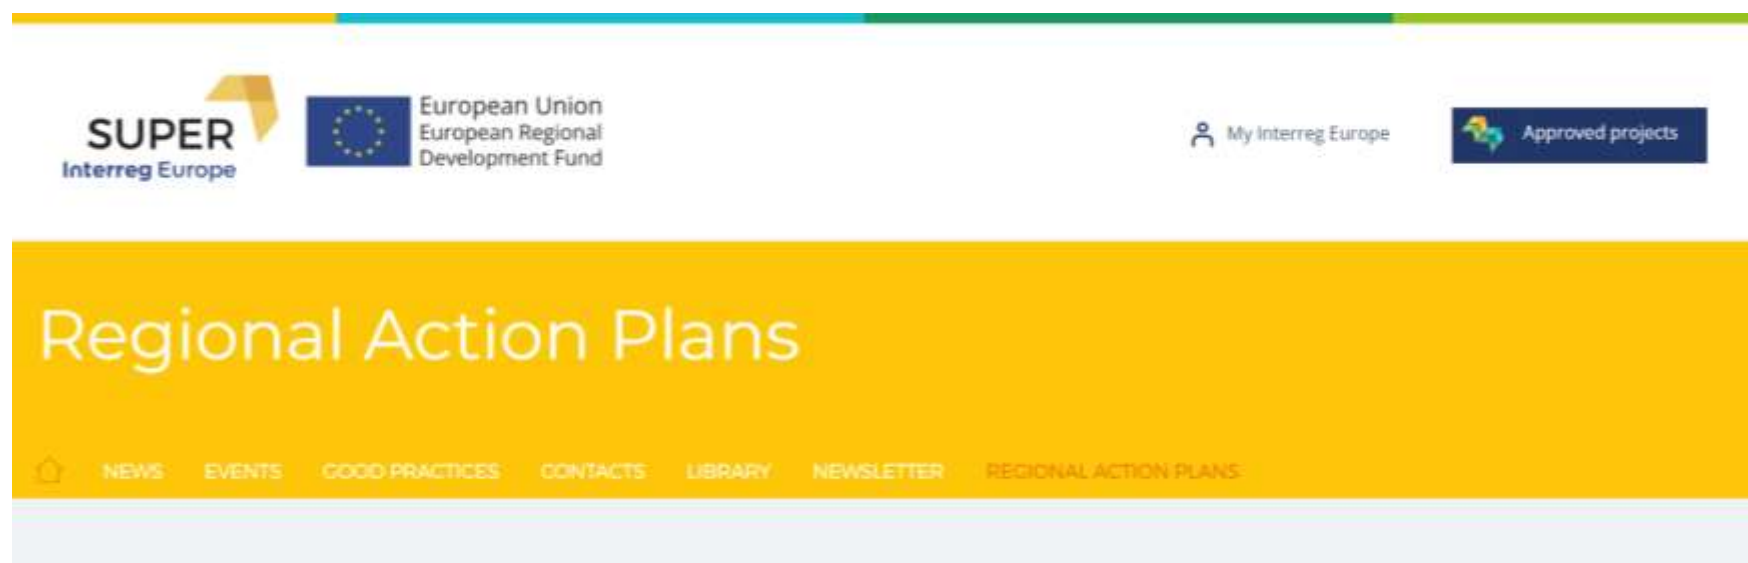 SUPER
Interreg Europe
European Union
European Regional
Development Fund
My Interreg Europe
Approved projects
Regional Action Plans
NEWS EVENTS GOOD PRACTICES CONTACTS LIBRARY NEWSLETTER REGIONAL ACTION PLANS